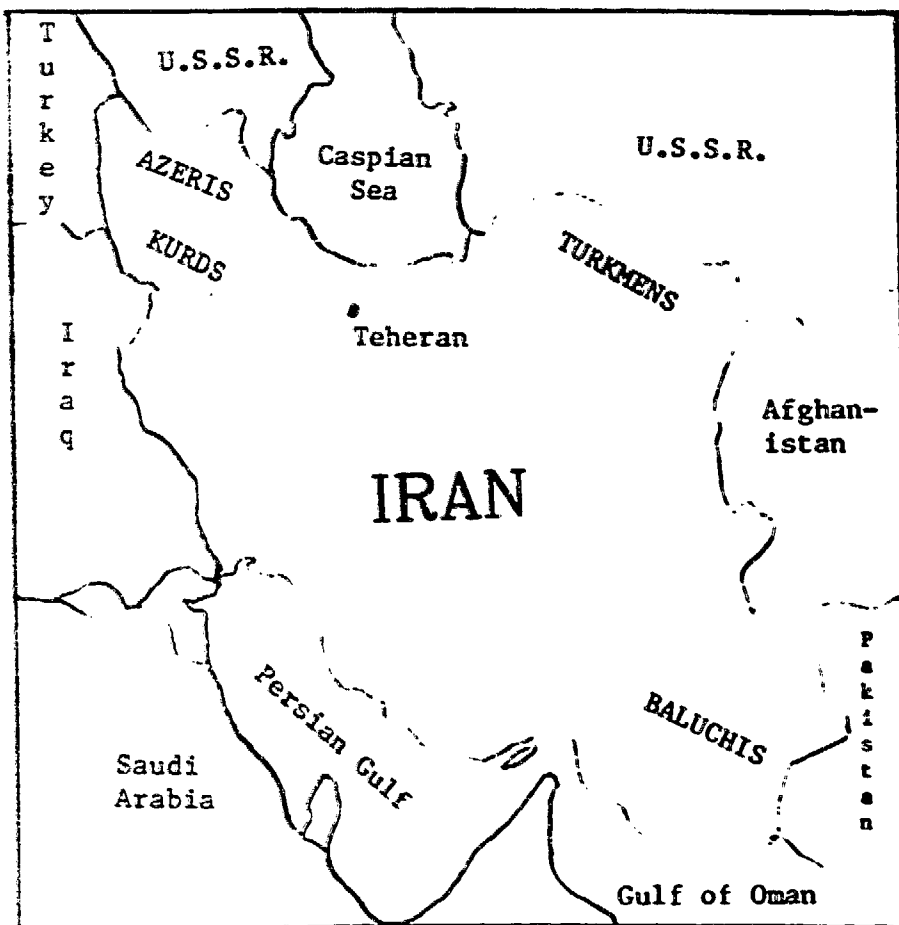 Turkey
U.S.S.R.
U.S.S.R.
AZERIS
Caspian
Sea
KURDS
TURKMENS
Teheran
Iraq
Afghan-
istan
IRAN
Pakistan
Persian Gulf
BALUCHIS
Saudi
Arabia
Gulf of Oman